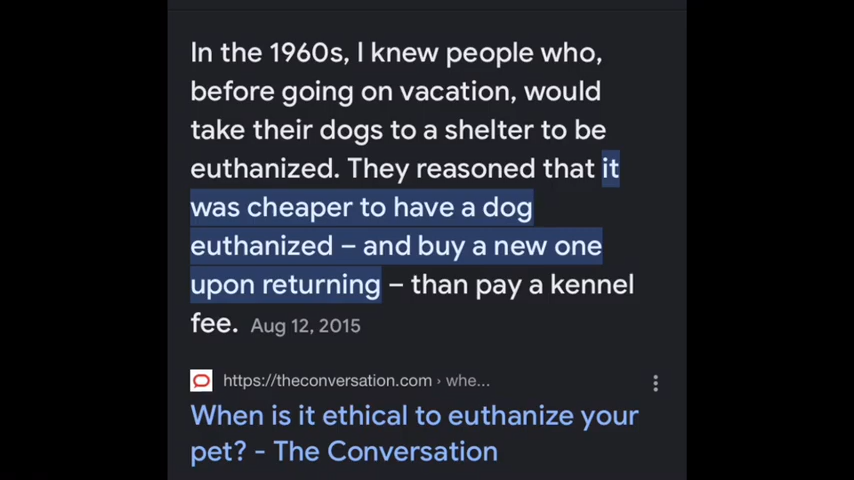 In the 1960s, I knew people who,
before going on vacation, would
take their dogs to a shelter to be
euthanized. They reasoned that it
was cheaper to have a dog
euthanized – and buy a new one
upon returning – than pay a kennel
fee. Aug 12, 2015
https://theconversation.com › whe...
When is it ethical to euthanize your
pet? - The Conversation